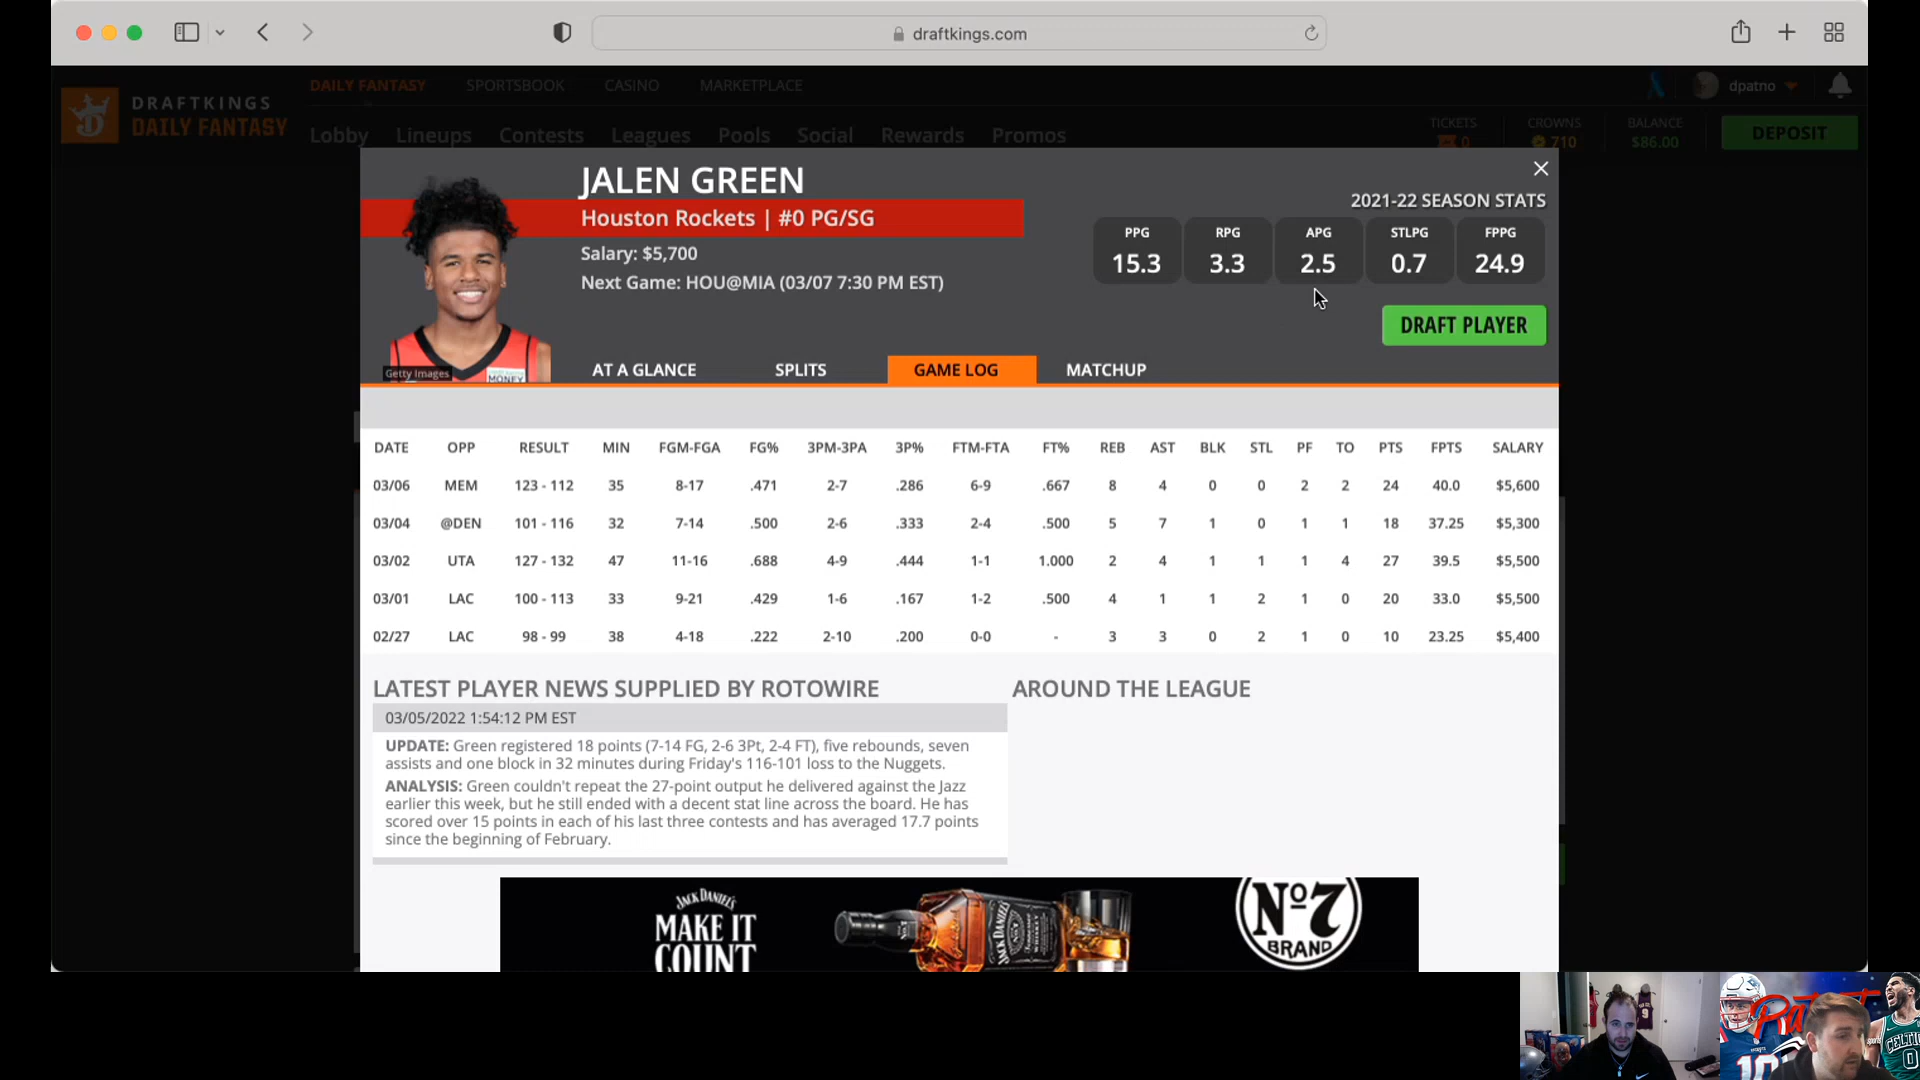 draftkings.com
DRAFTKINGS
DAILY FANTASY
DAILY FANTASY SPORTSBOOK CASINO MARKETPLACE
dpatno
Lobby Lineups Contests Leagues Pools Social Rewards Promos
TICKETS CROWNS BALANCE
0 710 $86.00
DEPOSIT
JALEN GREEN
Houston Rockets | #0 PG/SG
Salary: $5,700
Next Game: HOU@MIA (03/07 7:30 PM EST)
Getty Images
MONEY
2021-22 SEASON STATS
PPG RPG APG STLPG FPPG
15.3 3.3 2.5 0.7 24.9
DRAFT PLAYER
AT A GLANCE SPLITS GAME LOG MATCHUP
DATE OPP RESULT MIN FGM-FGA FG% 3PM-3PA 3P% FTM-FTA FT% REB AST BLK STL PF TO PTS FPTS SALARY
03/06 MEM 123 - 112 35 8-17 .471 2-7 .286 6-9 .667 8 4 0 0 2 2 24 40.0 $5,600
03/04 @DEN 101 - 116 32 7-14 .500 2-6 .333 2-4 .500 5 7 1 0 1 1 18 37.25 $5,300
03/02 UTA 127 - 132 47 11-16 .688 4-9 .444 1-1 1.000 2 4 1 1 1 4 27 39.5 $5,500
03/01 LAC 100 - 113 33 9-21 .429 1-6 .167 1-2 .500 4 1 1 2 1 0 20 33.0 $5,500
02/27 LAC 98 - 99 38 4-18 .222 2-10 .200 0-0 - 3 3 0 2 1 0 10 23.25 $5,400
LATEST PLAYER NEWS SUPPLIED BY ROTOWIRE
AROUND THE LEAGUE
03/05/2022 1:54:12 PM EST
UPDATE: Green registered 18 points (7-14 FG, 2-6 3Pt, 2-4 FT), five rebounds, seven
assists and one block in 32 minutes during Friday's 116-101 loss to the Nuggets.
ANALYSIS: Green couldn't repeat the 27-point output he delivered against the Jazz
earlier this week, but he still ended with a decent stat line across the board. He has
scored over 15 points in each of his last three contests and has averaged 17.7 points
since the beginning of February.
JACK DANIEL'S
MAKE IT
COUNT
Nº7
BRAND